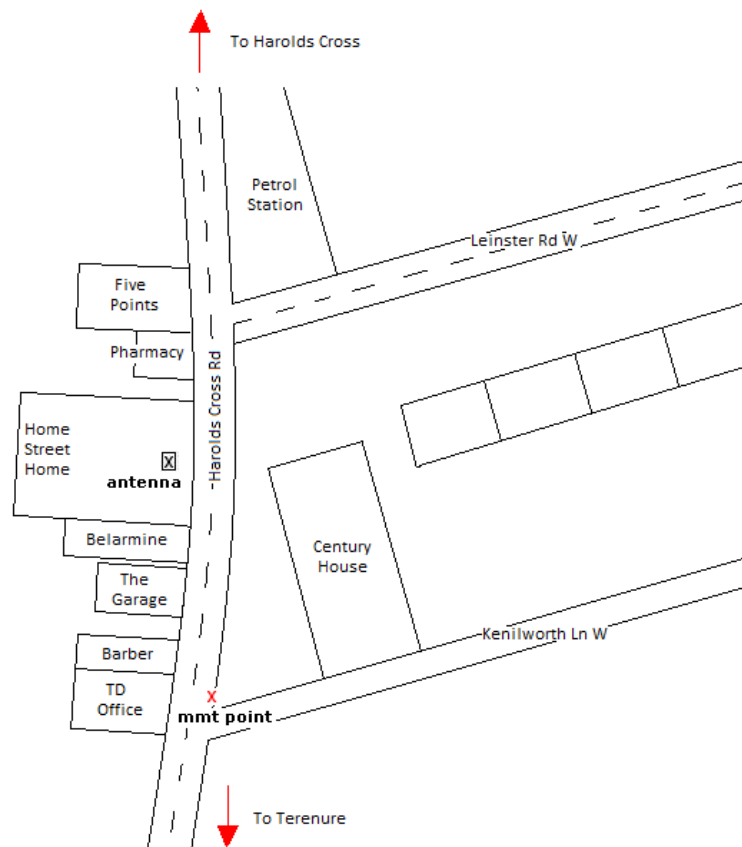 To Harolds Cross
Petrol
Station
Leinster Rd W
Five
Points
Pharmacy
Harolds Cross Rd
Home
Street
Home
X
antenna
Belarmine
Century
House
The
Garage
Kenilworth Ln W
Barber
TD
Office
x
mmt point
To Terenure